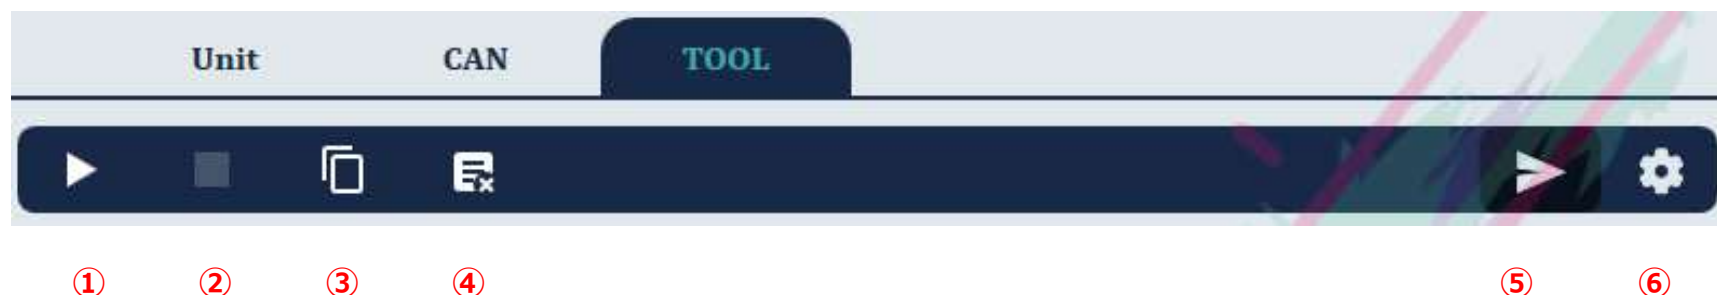 Unit CAN TOOL
① ② ③ ④ ⑤ ⑥